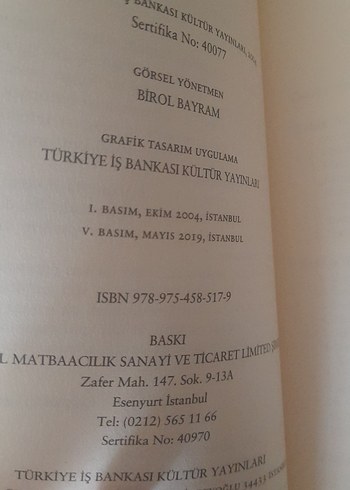 İŞ BANKASI KÜLTÜR YAYINLARI,
Sertifika No: 40077
GÖRSEL YÖNETMEN
BİROL BAYRAM
GRAFİK TASARIM UYGULAMA
TÜRKİYE İŞ BANKASI KÜLTÜR YAYINLARI
I. BASIM, EKİM 2004, İSTANBUL
V. BASIM, MAYIS 2019, İSTANBUL
ISBN 978-975-458-517-9
BASKI
MATBAACILIK SANAYİ VE TİCARET LİMİTED
Zafer Mah. 147. Sok. 9-13A
Esenyurt İstanbul
Tel: (0212) 565 11 66
Sertifika No: 40970
TÜRKİYE İŞ BANKASI KÜLTÜR YAYINLARI
34433